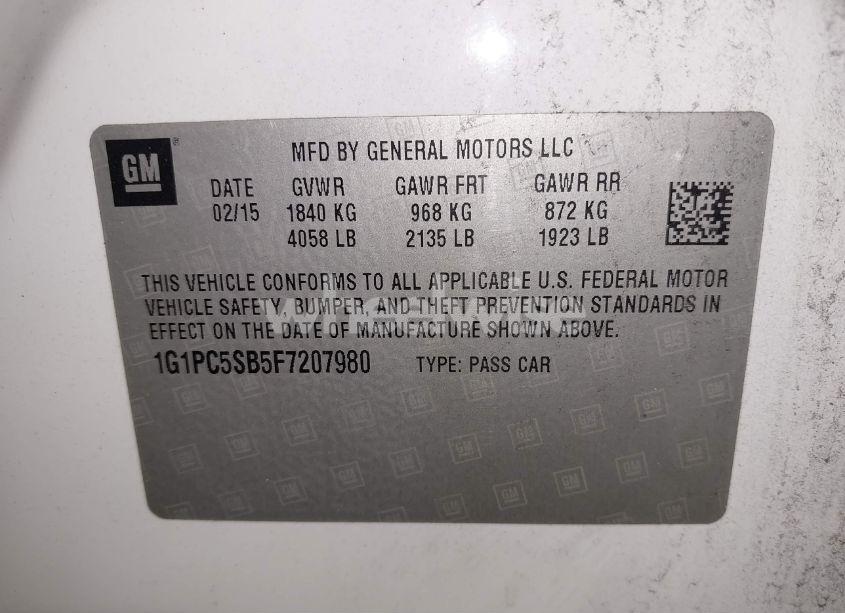 GM
MFD BY GENERAL MOTORS LLC
DATE GVWR GAWR FRT GAWR RR
02/15 1840 KG 968 KG 872 KG
4058 LB 2135 LB 1923 LB
THIS VEHICLE CONFORMS TO ALL APPLICABLE U.S. FEDERAL MOTOR
VEHICLE SAFETY, BUMPER, AND THEFT PREVENTION STANDARDS IN
EFFECT ON THE DATE OF MANUFACTURE SHOWN ABOVE.
1G1PC5SB5F7207980 TYPE: PASS CAR